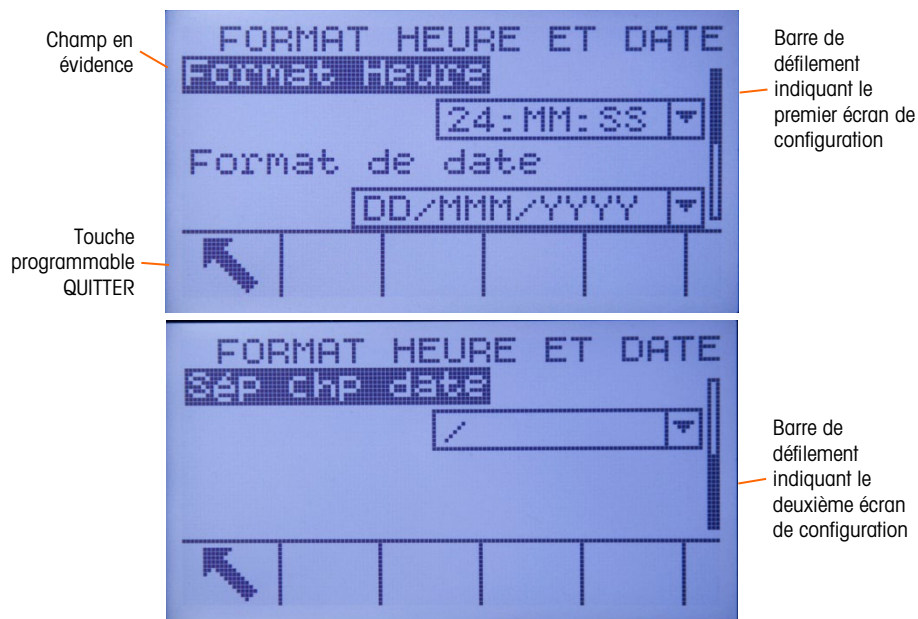 Champ en
évidence
FORMAT HEURE ET DATE
Format Heure
24:MM:SS
Format de date
DD/MMM/YYYY
Barre de
défilement
indiquant le
premier écran de
configuration
Touche
programmable
QUITTER
FORMAT HEURE ET DATE
Sép chp date
/
Barre de
défilement
indiquant le
deuxième écran
de configuration